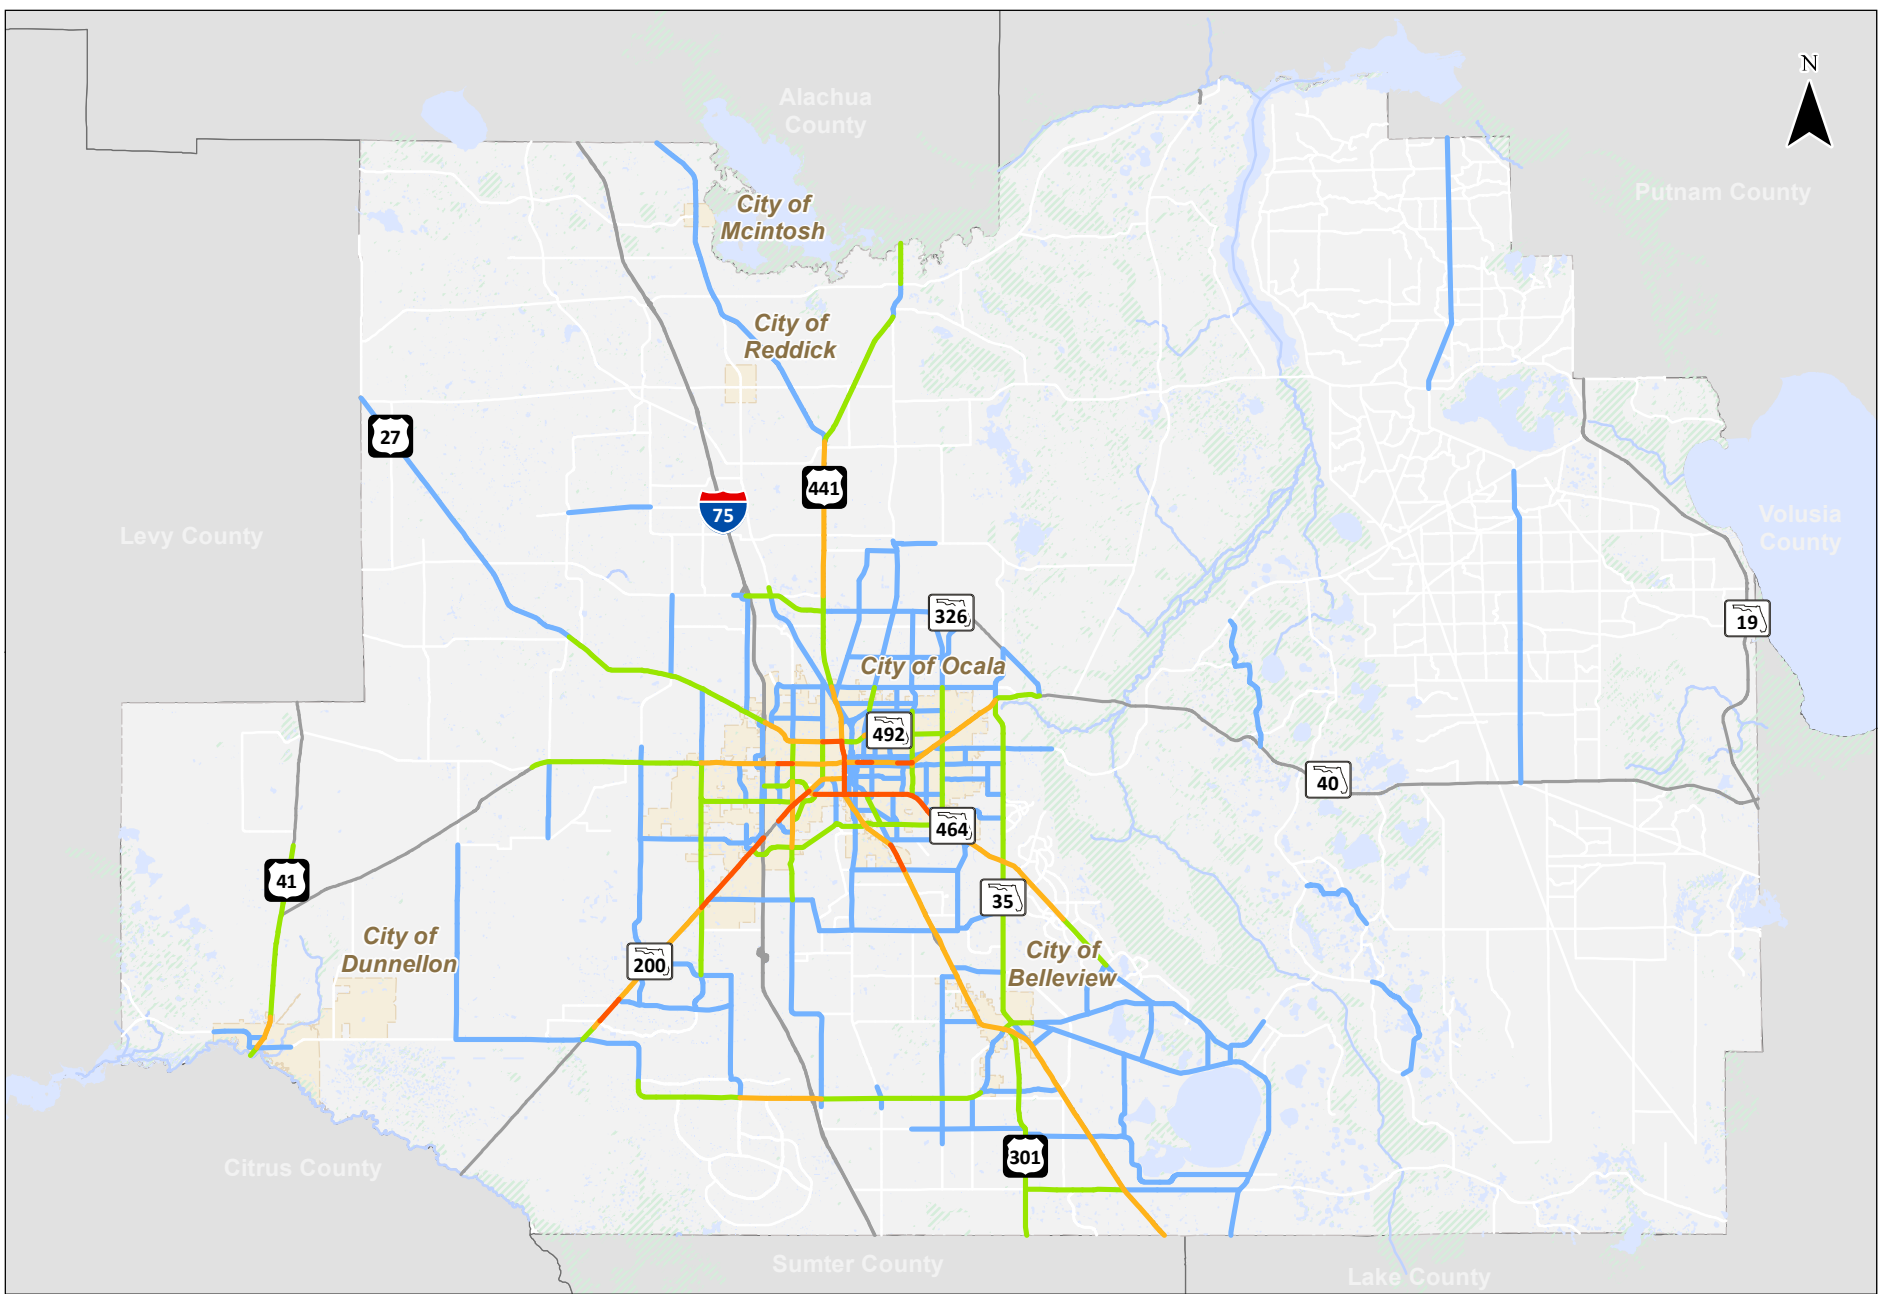 N
Alachua
County
Putnam County
City of
Mcintosh
City of
Reddick
27
441
75
Levy County
Volusia
County
326
19
City of Ocala
492
40
464
41
35
City of
Dunnellon
200
City of
Belleview
301
Citrus County
Sumter County
Lake County